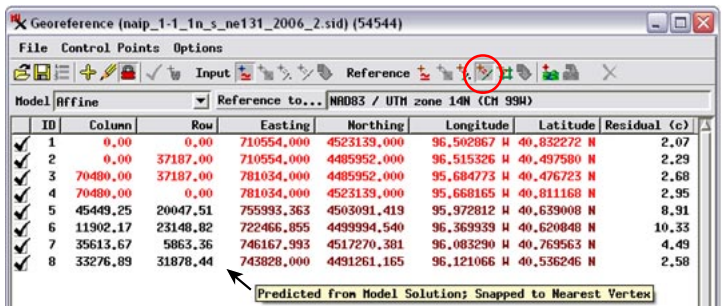 Georeference (naip_1-1_1n_s_ne131_2006_2.sid) (54544)
File Control Points Options
Input Reference
Model Affine Reference to... NAD83 / UTM zone 14N (CM 99W)
ID Column Row Easting Northing Longitude Latitude Residual (c)
1 0.00 0.00 710554.000 4523139.000 96.502867 W 40.832272 N 2.07
2 0.00 37187.00 710554.000 4485952.000 96.515326 W 40.497580 N 2.29
3 70480.00 37187.00 781034.000 4485952.000 95.684773 W 40.476723 N 2.68
4 70480.00 0.00 781034.000 4523139.000 95.668165 W 40.811168 N 2.95
5 45449.25 20047.51 755993.363 4503091.419 95.972812 W 40.639008 N 8.91
6 11902.17 23148.82 722466.855 4499994.540 96.369939 W 40.620848 N 10.33
7 35613.67 5863.36 746167.993 4517270.381 96.083290 W 40.769563 N 4.49
8 33276.89 31878.44 743828.000 4491261.165 96.121066 W 40.536246 N 2.58
Predicted from Model Solution; Snapped to Nearest Vertex